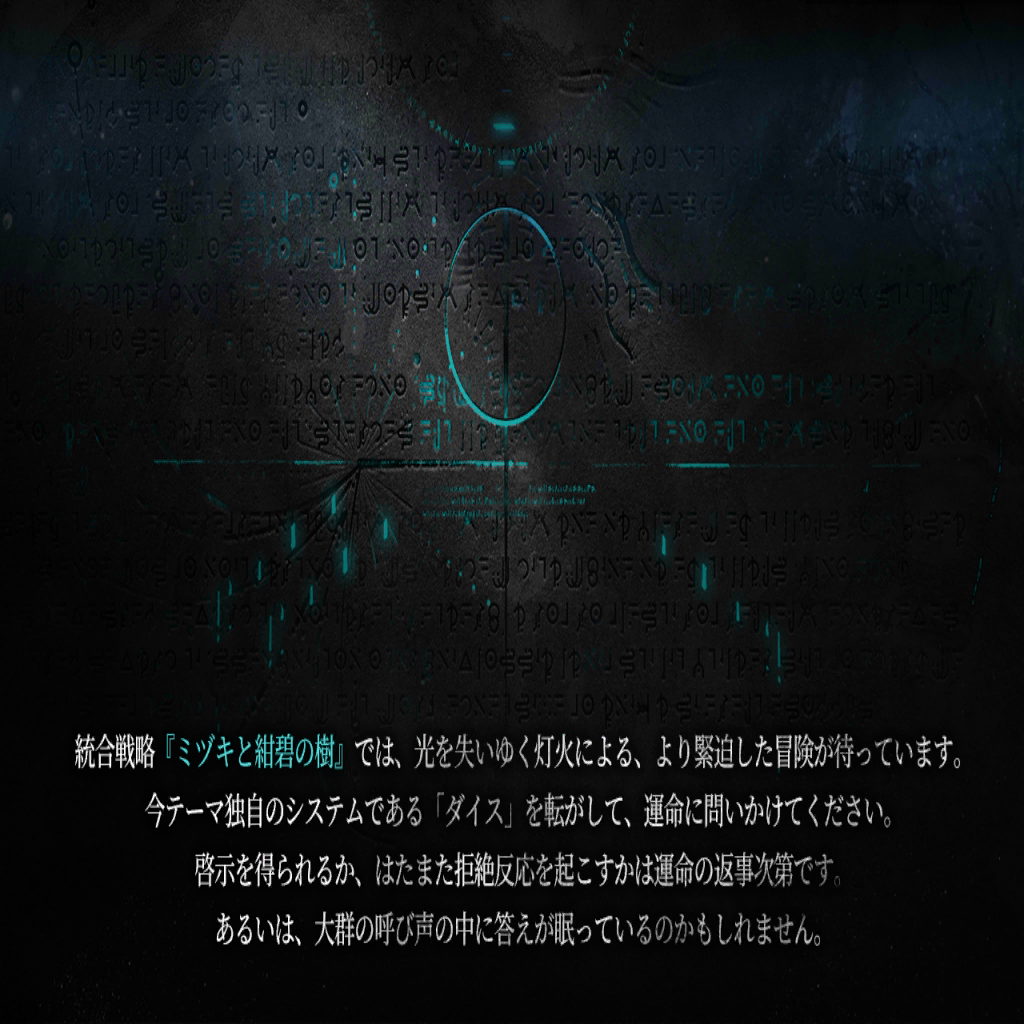 統合戦略『ミヅキと紺碧の樹』では、光を失いゆく灯火による、より緊迫した冒険が待っています。
今テーマ独自のシステムである「ダイス」を転がして、運命に問いかけてください。
啓示を得られるか、はたまた拒絶反応を起こすかは運命の返事次第です。
あるいは、大群の呼び声の中に答えが眠っているのかもしれません。